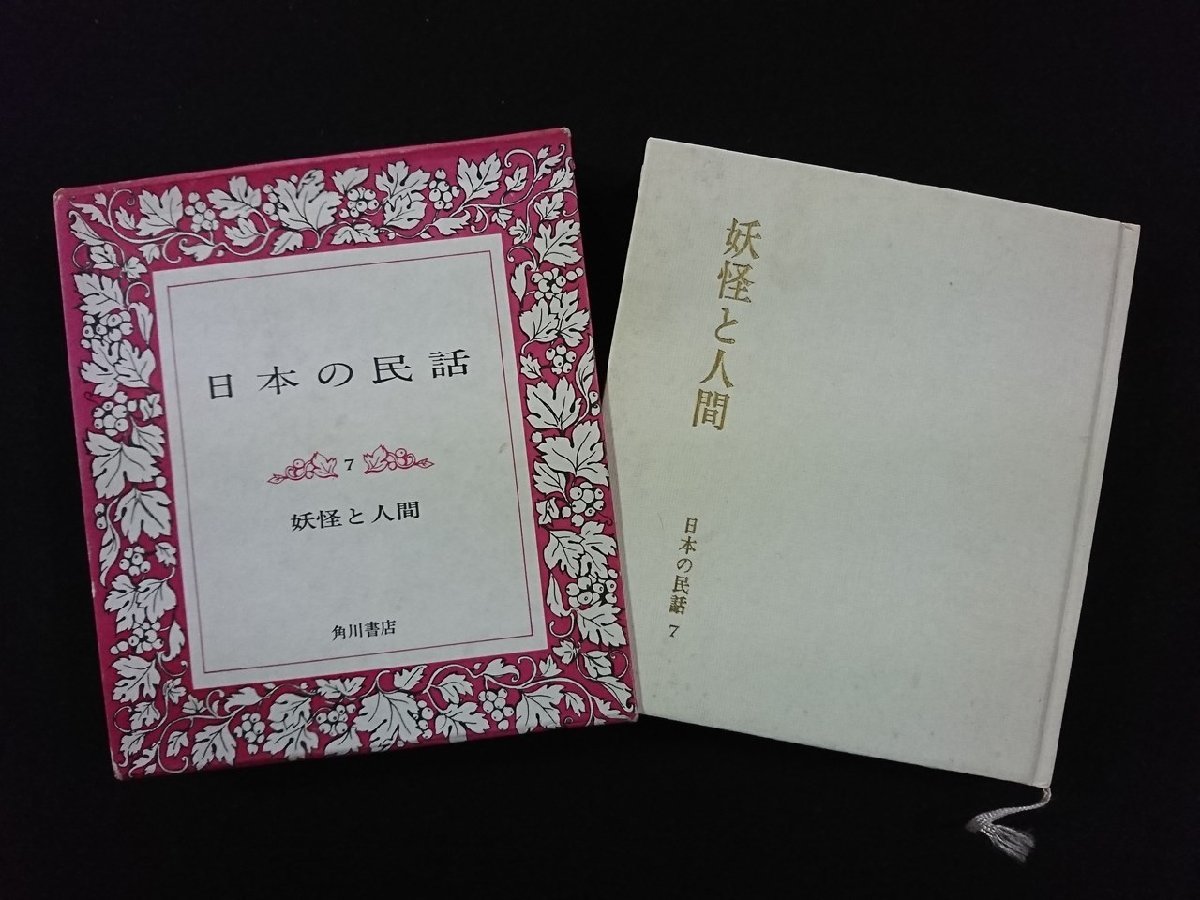 日本の民話
7
妖怪と人間
角川書店
妖怪と人間
日本の民話 7